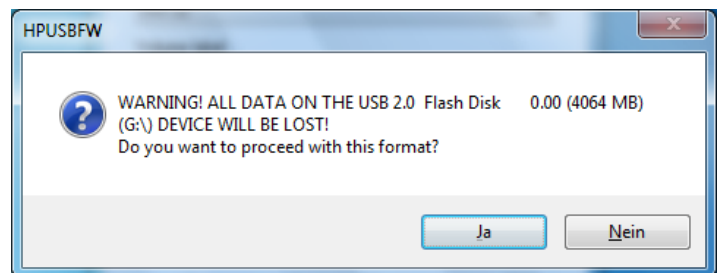 HPUSBFW
WARNING! ALL DATA ON THE USB 2.0 Flash Disk 0.00 (4064 MB)
(G:\) DEVICE WILL BE LOST!
Do you want to proceed with this format?
Ja
Nein